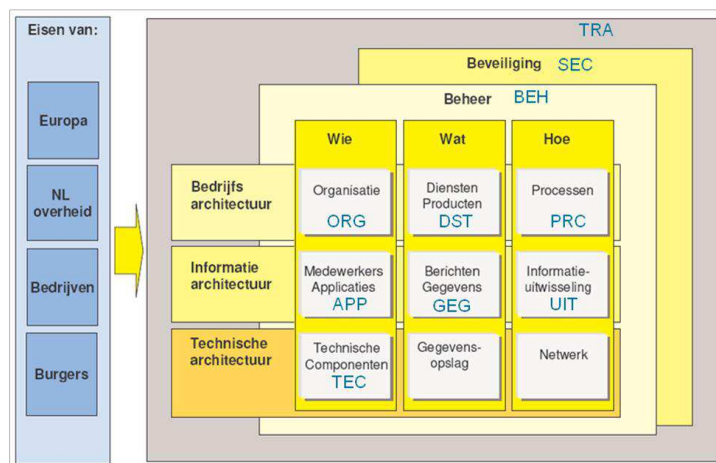 Eisen van:
Europa
NL
overheid
Bedrijven
Burgers
TRA
Beveiliging SEC
Beheer BEH
Wie Wat Hoe
Bedrijfs
architectuur
Organisatie
ORG
Diensten
Producten
DST
Processen
PRC
Informatie
architectuur
Medewerkers
Applicaties
APP
Berichten
Gegevens
GEG
Informatie-
uitwisseling
UIT
Technische
architectuur
Technische
Componenten
TEC
Gegevens-
opslag
Netwerk